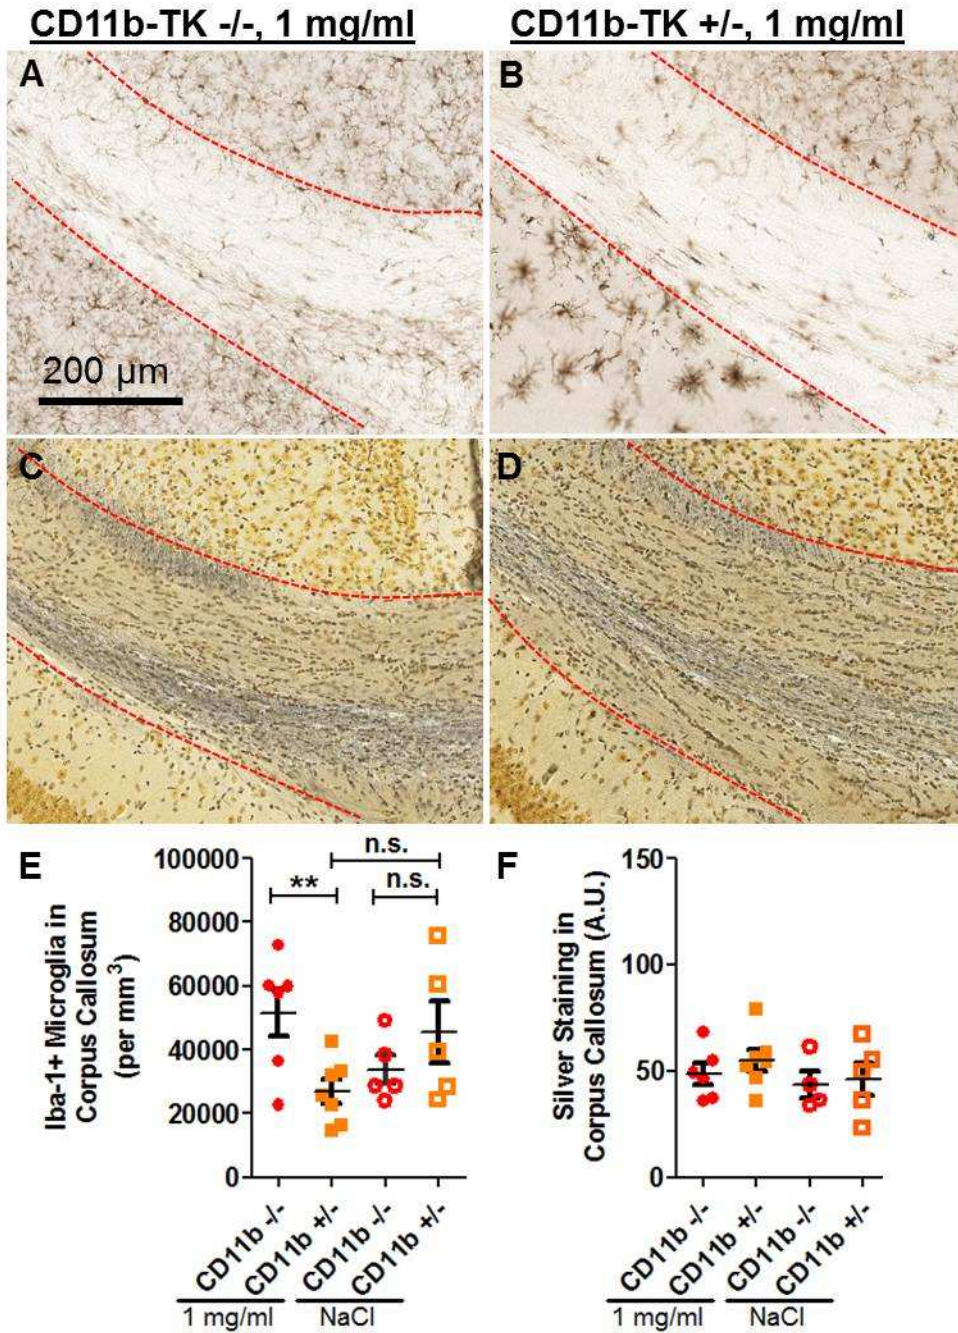 CD11b-TK -/-, 1 mg/ml
CD11b-TK +/-, 1 mg/ml
A
B
200 µm
C
D
E
Iba-1+ Microglia in
Corpus Callosum
(per mm³)
100000
80000
60000
40000
20000
0
n.s.
**
n.s.
CD11b -/-
CD11b +/-
CD11b -/-
CD11b +/-
1 mg/ml
NaCl
F
Silver Staining in
Corpus Callosum (A.U.)
150
100
50
0
CD11b -/-
CD11b +/-
CD11b -/-
CD11b +/-
1 mg/ml
NaCl